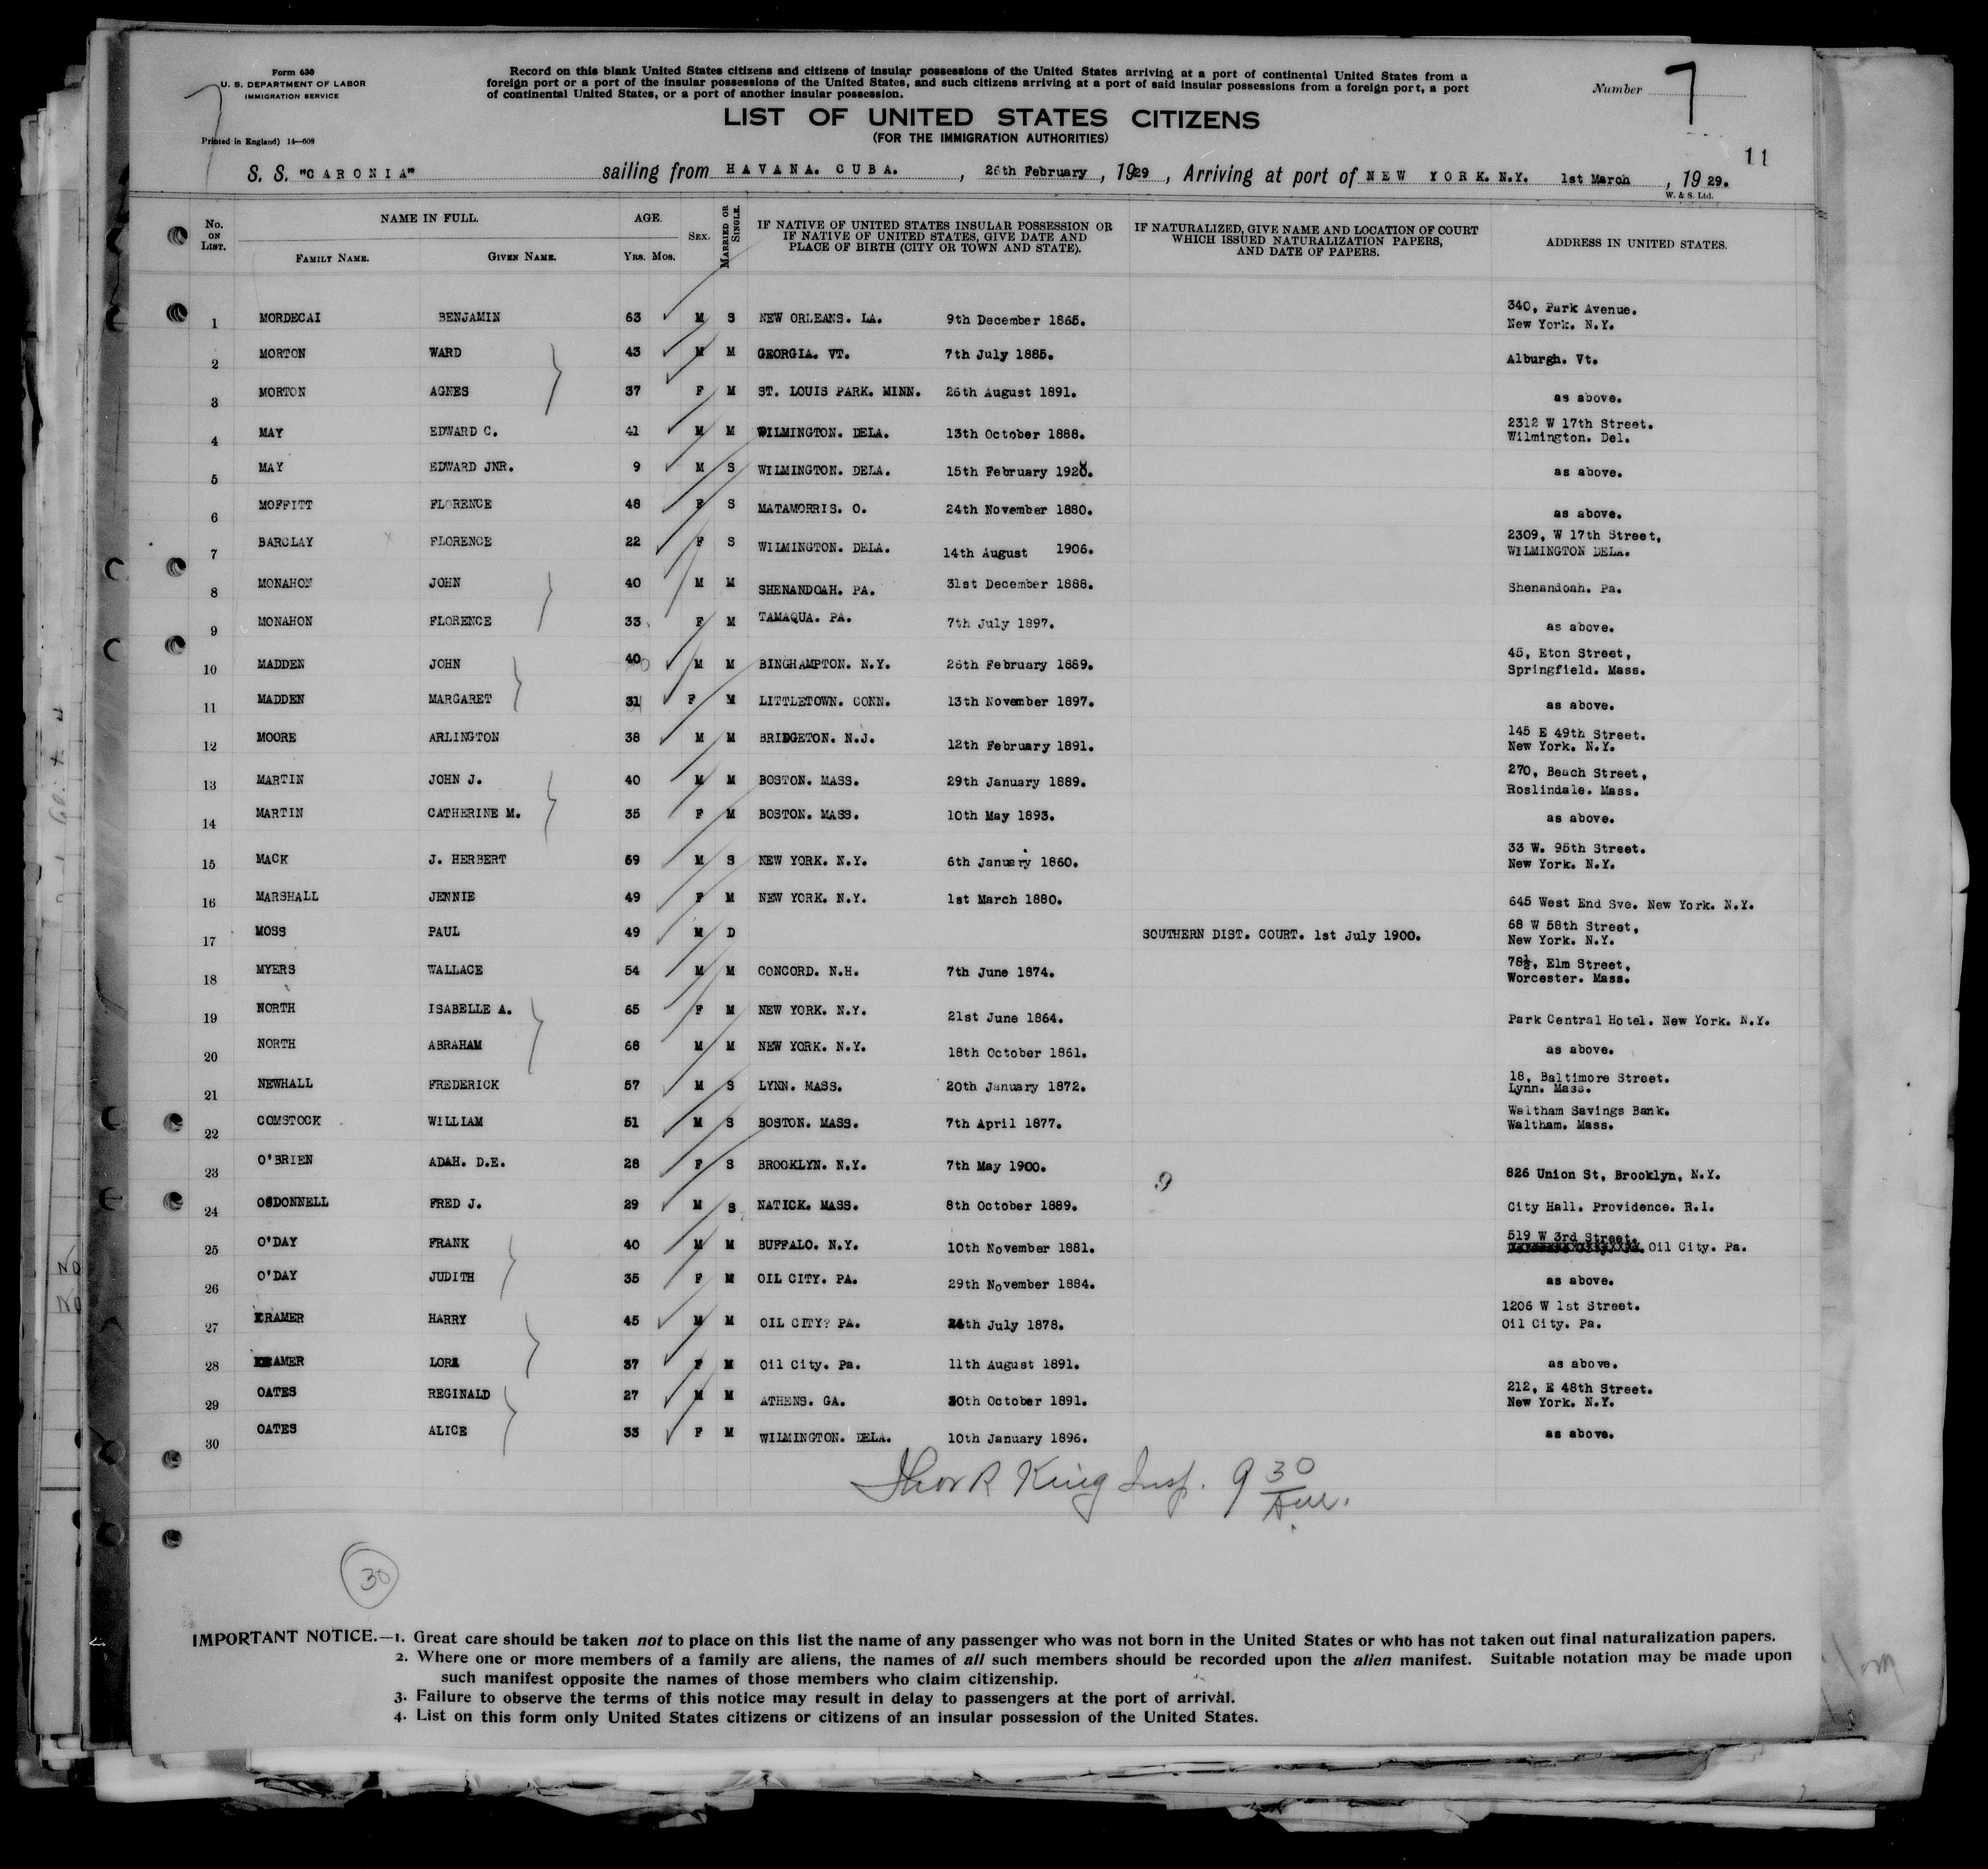 Form 630
U. S. DEPARTMENT OF LABOR
IMMIGRATION SERVICE
Printed in England) 14—608
Record on this blank United States citizens and citizens of insular possessions of the United States arriving at a port of continental United States from a
foreign port or a port of the insular possessions of the United States, and such citizens arriving at a port of said insular possessions from a foreign port, a port
of continental United States, or a port of another insular possession.
Number 7
LIST OF UNITED STATES CITIZENS
(FOR THE IMMIGRATION AUTHORITIES)
11
S. S. "CARONIA" sailing from HAVANA. CUBA., 26th February, 1929, Arriving at port of NEW YORK. N.Y. 1st March, 1929.
W. & S. Ltd.
No. ON LIST. NAME IN FULL. FAMILY NAME. GIVEN NAME. AGE. YRS. MOS. SEX. MARRIED OR SINGLE. IF NATIVE OF UNITED STATES INSULAR POSSESSION OR IF NATIVE OF UNITED STATES, GIVE DATE AND PLACE OF BIRTH (CITY OR TOWN AND STATE). IF NATURALIZED, GIVE NAME AND LOCATION OF COURT WHICH ISSUED NATURALIZATION PAPERS, AND DATE OF PAPERS. ADDRESS IN UNITED STATES.
1 MORDECAI BENJAMIN 63 M S NEW ORLEANS. LA. 9th December 1865. 340, Park Avenue. New York. N.Y.
2 MORTON WARD 43 M M GEORGIA. VT. 7th July 1885. Alburgh. Vt.
3 MORTON AGNES 37 F M ST. LOUIS PARK. MINN. 26th August 1891. as above.
4 MAY EDWARD C. 41 M M WILMINGTON. DELA. 13th October 1888. 2312 W 17th Street. Wilmington. Del.
5 MAY EDWARD JNR. 9 M S WILMINGTON. DELA. 15th February 1920. as above.
6 MOFFITT FLORENCE 48 F S MATAMORRIS. O. 24th November 1880. as above.
7 BARCLAY FLORENCE 22 F S WILMINGTON. DELA. 14th August 1906. 2309, W 17th Street, WILMINGTON DELA.
8 MONAHON JOHN 40 M M SHENANDOAH. PA. 31st December 1888. Shenandoah. Pa.
9 MONAHON FLORENCE 33 F M TAMAQUA. PA. 7th July 1897. as above.
10 MADDEN JOHN 40 M M BINGHAMPTON. N.Y. 26th February 1889. 45, Eton Street, Springfield. Mass.
11 MADDEN MARGARET 31 F M LITTLETOWN. CONN. 13th November 1897. as above.
12 MOORE ARLINGTON 38 M M BRIDGETON. N.J. 12th February 1891. 145 E 49th Street. New York. N.Y.
13 MARTIN JOHN J. 40 M M BOSTON. MASS. 29th January 1889. 270, Beach Street, Roslindale. Mass.
14 MARTIN CATHERINE M. 35 F M BOSTON. MASS. 10th May 1893. as above.
15 MACK J. HERBERT 69 M S NEW YORK. N.Y. 6th January 1860. 33 W. 95th Street. New York. N.Y.
16 MARSHALL JENNIE 49 F M NEW YORK. N.Y. 1st March 1880. 645 West End Sve. New York. N.Y.
17 MOSS PAUL 49 M D SOUTHERN DIST. COURT. 1st July 1900. 68 W 58th Street, New York. N.Y.
18 MYERS WALLACE 54 M M CONCORD. N.H. 7th June 1874. 78½, Elm Street, Worcester. Mass.
19 NORTH ISABELLE A. 65 F M NEW YORK. N.Y. 21st June 1864. Park Central Hotel. New York. N.Y.
20 NORTH ABRAHAM 68 M M NEW YORK. N.Y. 18th October 1861. as above.
21 NEWHALL FREDERICK 57 M S LYNN. MASS. 20th January 1872. 18, Baltimore Street. Lynn. Mass.
22 COMSTOCK WILLIAM 51 M S BOSTON. MASS. 7th April 1877. Waltham Savings Bank. Waltham. Mass.
23 O'BRIEN ADAH. D.E. 28 F S BROOKLYN. N.Y. 7th May 1900. 826 Union St, Brooklyn, N.Y.
24 O'DONNELL FRED J. 29 M S NATICK. MASS. 8th October 1889. City Hall. Providence. R.I.
25 O'DAY FRANK 40 M M BUFFALO. N.Y. 10th November 1881. 519 W 3rd Street. Oil City. Pa.
26 O'DAY JUDITH 35 F M OIL CITY. PA. 29th November 1884. as above.
27 KRAMER HARRY 45 M M OIL CITY? PA. 24th July 1878. 1206 W 1st Street. Oil City. Pa.
28 KRAMER LORA 37 F M Oil City. Pa. 11th August 1891. as above.
29 OATES REGINALD 27 M M ATHENS. GA. 30th October 1891. 212, E 48th Street. New York. N.Y.
30 OATES ALICE 33 F M WILMINGTON. DELA. 10th January 1896. as above.
King Insp. 9 30
30
IMPORTANT NOTICE.—1. Great care should be taken not to place on this list the name of any passenger who was not born in the United States or who has not taken out final naturalization papers.
2. Where one or more members of a family are aliens, the names of all such members should be recorded upon the alien manifest. Suitable notation may be made upon
such manifest opposite the names of those members who claim citizenship.
3. Failure to observe the terms of this notice may result in delay to passengers at the port of arrival.
4. List on this form only United States citizens or citizens of an insular possession of the United States.